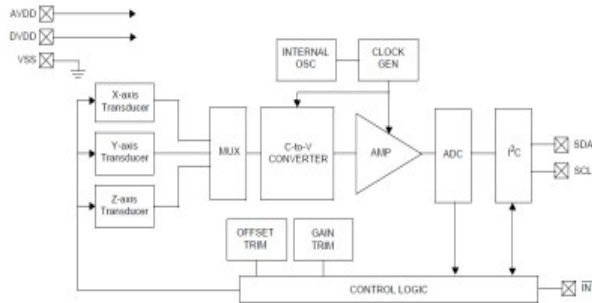 AVDD
DVDD
VSS
INTERNAL
OSC
CLOCK
GEN
X-axis
Transducer
Y-axis
Transducer
Z-axis
Transducer
MUX
C-to-V
CONVERTER
AMP
ADC
I²C
SDA
SCL
OFFSET
TRIM
GAIN
TRIM
CONTROL LOGIC